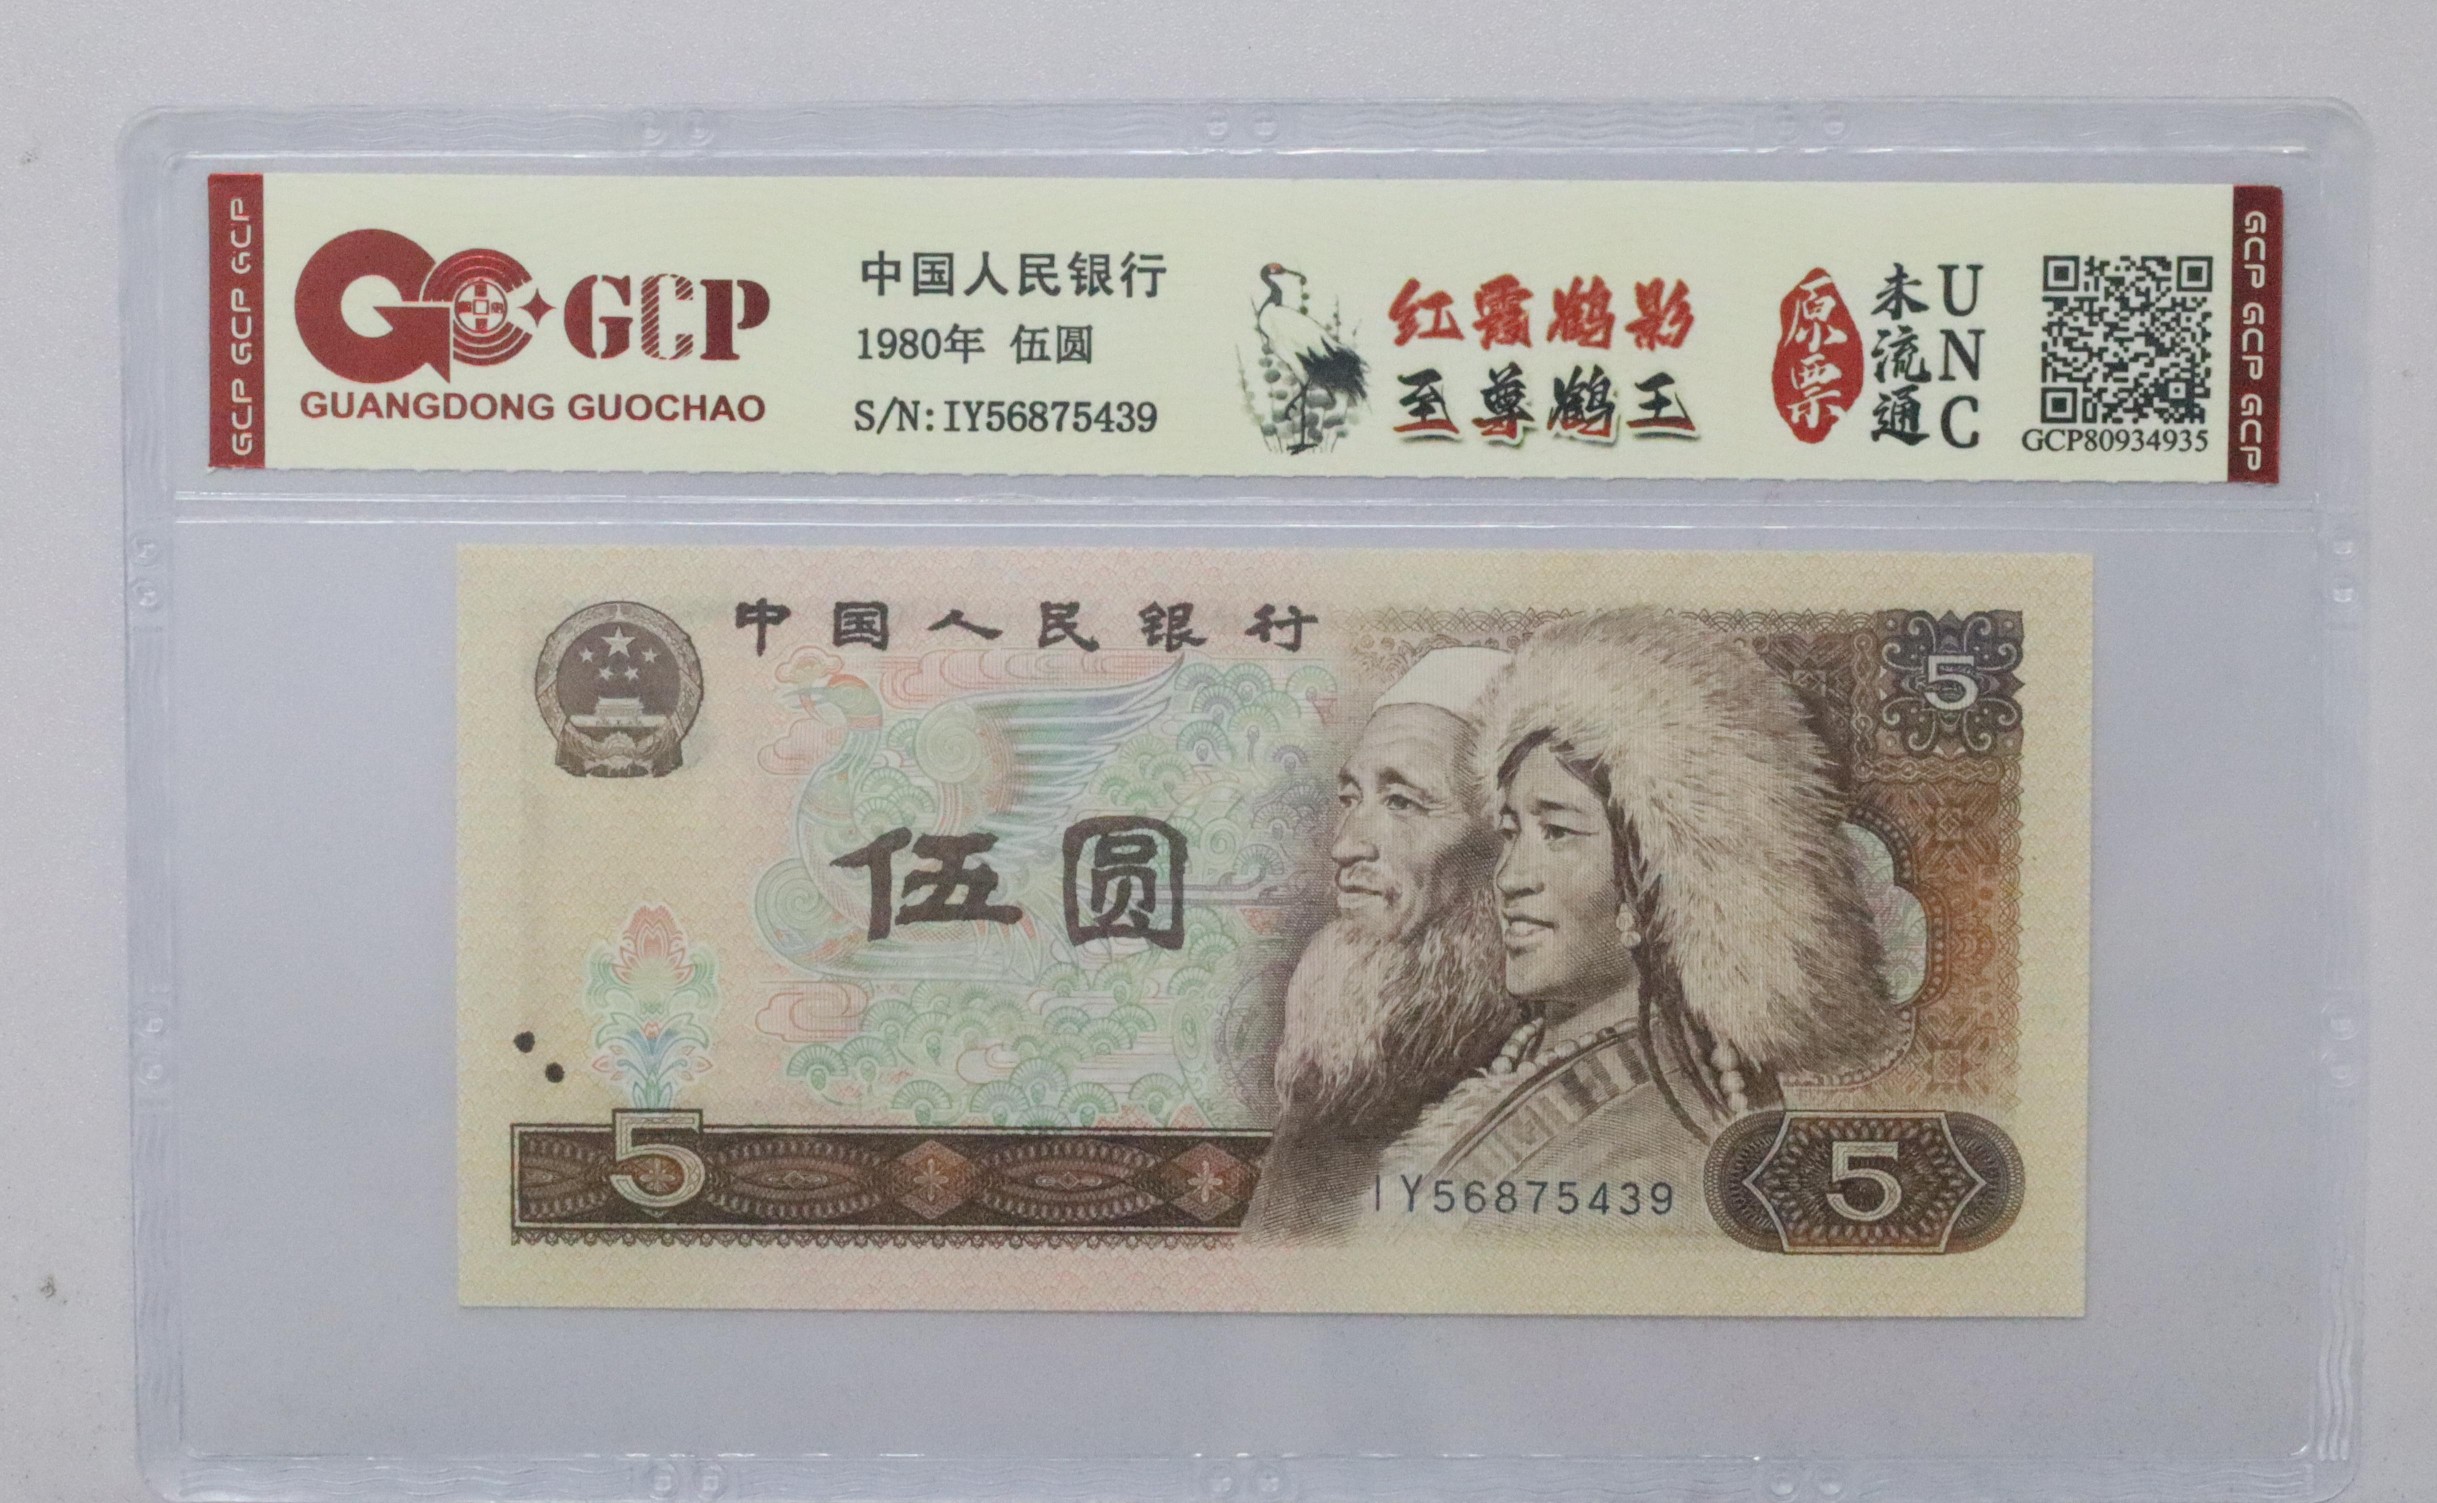 GCP GCP GCP
GCP
GUANGDONG GUOCHAO
中国人民银行
1980年 伍圆
S/N:IY56875439
红霞鹤影
至尊鹤王
原票
未流通
UNC
GCP80934935
GCP GCP GCP
中国人民银行
5
伍圆
5
IY56875439
5